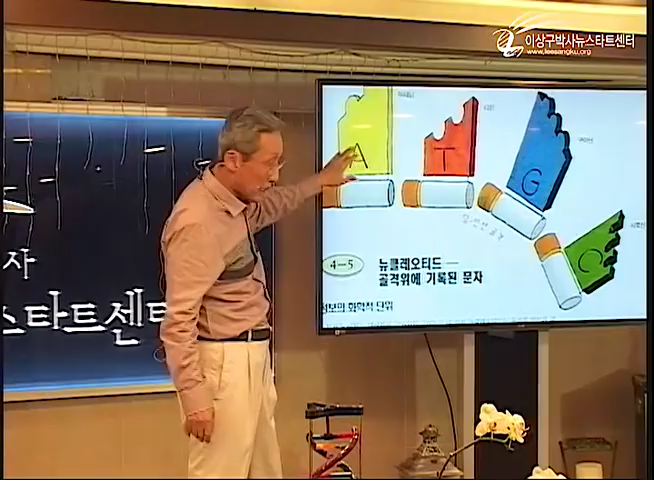 이상구박사뉴스타트센터
www.leesangku.org
A
T
G
C
4-5
뉴클레오티드 —
골격위에 기록된 문자
정보의 화학적 단위
사
스타트센터